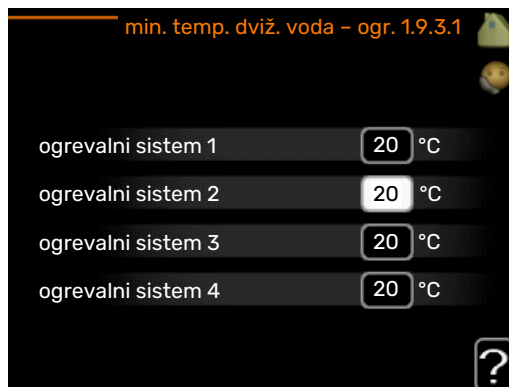 min. temp. dviž. voda – ogr. 1.9.3.1
ogrevalni sistem 1 20 °C
ogrevalni sistem 2 20 °C
ogrevalni sistem 3 20 °C
ogrevalni sistem 4 20 °C
?